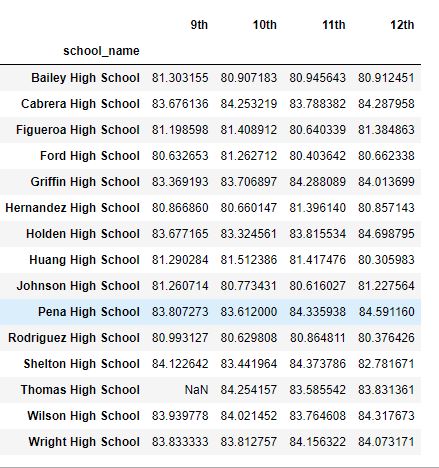 9th 10th 11th 12th
school_name
Bailey High School 81.303155 80.907183 80.945643 80.912451
Cabrera High School 83.676136 84.253219 83.788382 84.287958
Figueroa High School 81.198598 81.408912 80.640339 81.384863
Ford High School 80.632653 81.262712 80.403642 80.662338
Griffin High School 83.369193 83.706897 84.288089 84.013699
Hernandez High School 80.866860 80.660147 81.396140 80.857143
Holden High School 83.677165 83.324561 83.815534 84.698795
Huang High School 81.290284 81.512386 81.417476 80.305983
Johnson High School 81.260714 80.773431 80.616027 81.227564
Pena High School 83.807273 83.612000 84.335938 84.591160
Rodriguez High School 80.993127 80.629808 80.864811 80.376426
Shelton High School 84.122642 83.441964 84.373786 82.781671
Thomas High School NaN 84.254157 83.585542 83.831361
Wilson High School 83.939778 84.021452 83.764608 84.317673
Wright High School 83.833333 83.812757 84.156322 84.073171